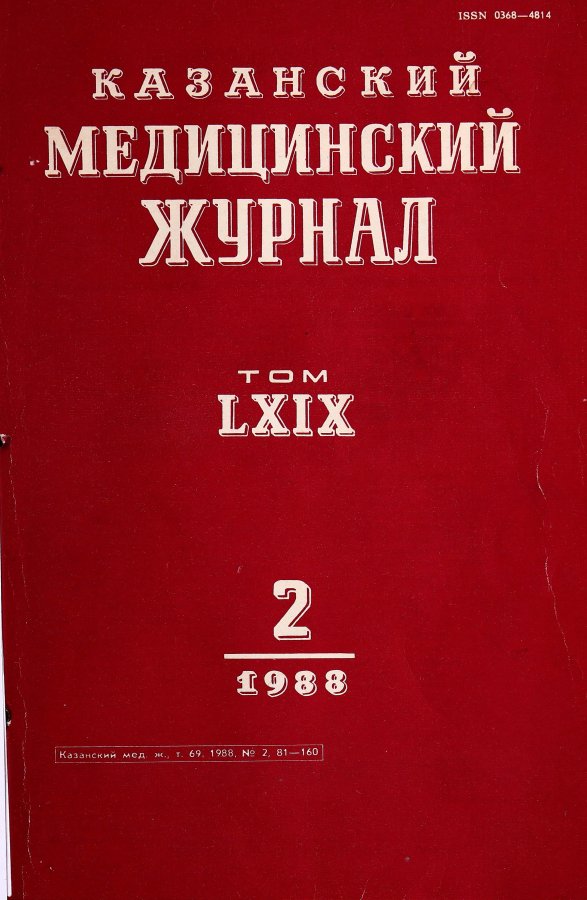 ISSN 0368—4814
КАЗАНСКИЙ
МЕДИЦИНСКИЙ
ЖУРНАЛ
ТОМ
LXIX
2
1988
Казанский мед. ж., т. 69, 1988, № 2, 81—160